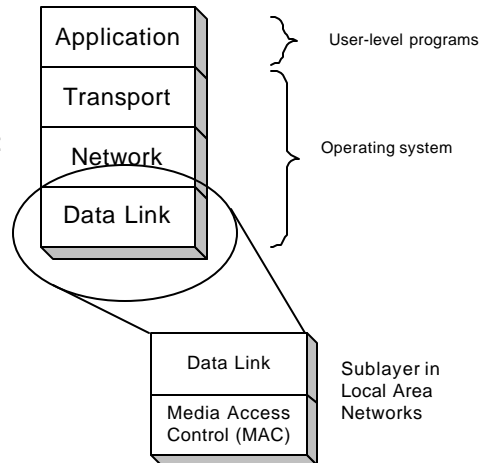 Application
User-level programs
Transport
Network
Operating system
Data Link
Data Link
Media Access
Control (MAC)
Sublayer in
Local Area
Networks